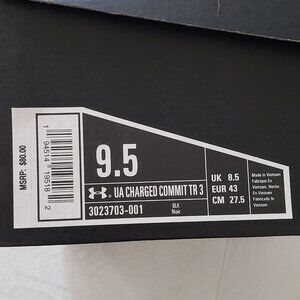 MSRP: $80.00
1 94514 19518 2
9.5
UA CHARGED COMMIT TR 3
3023703-001
BLK
Noir
UK 8.5
EUR 43
CM 27.5
Made in Vietnam
Fabrique En
Vietnam, Hecho
En Vietnam
Fabricado In
Vietnam